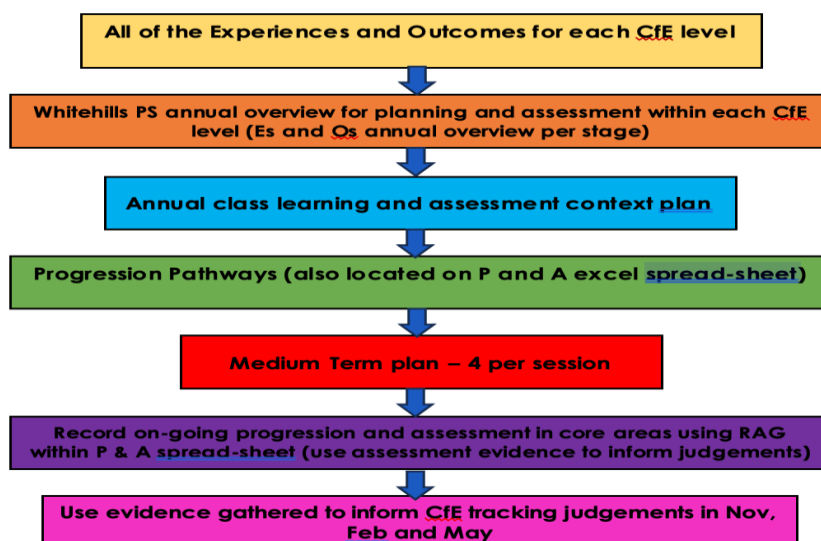 All of the Experiences and Outcomes for each CfE level
Whitehills PS annual overview for planning and assessment within each CfE
level (Es and Os annual overview per stage)
Annual class learning and assessment context plan
Progression Pathways (also located on P and A excel spread-sheet)
Medium Term plan – 4 per session
Record on-going progression and assessment in core areas using RAG
within P & A spread-sheet (use assessment evidence to inform judgements)
Use evidence gathered to inform CfE tracking judgements in Nov,
Feb and May